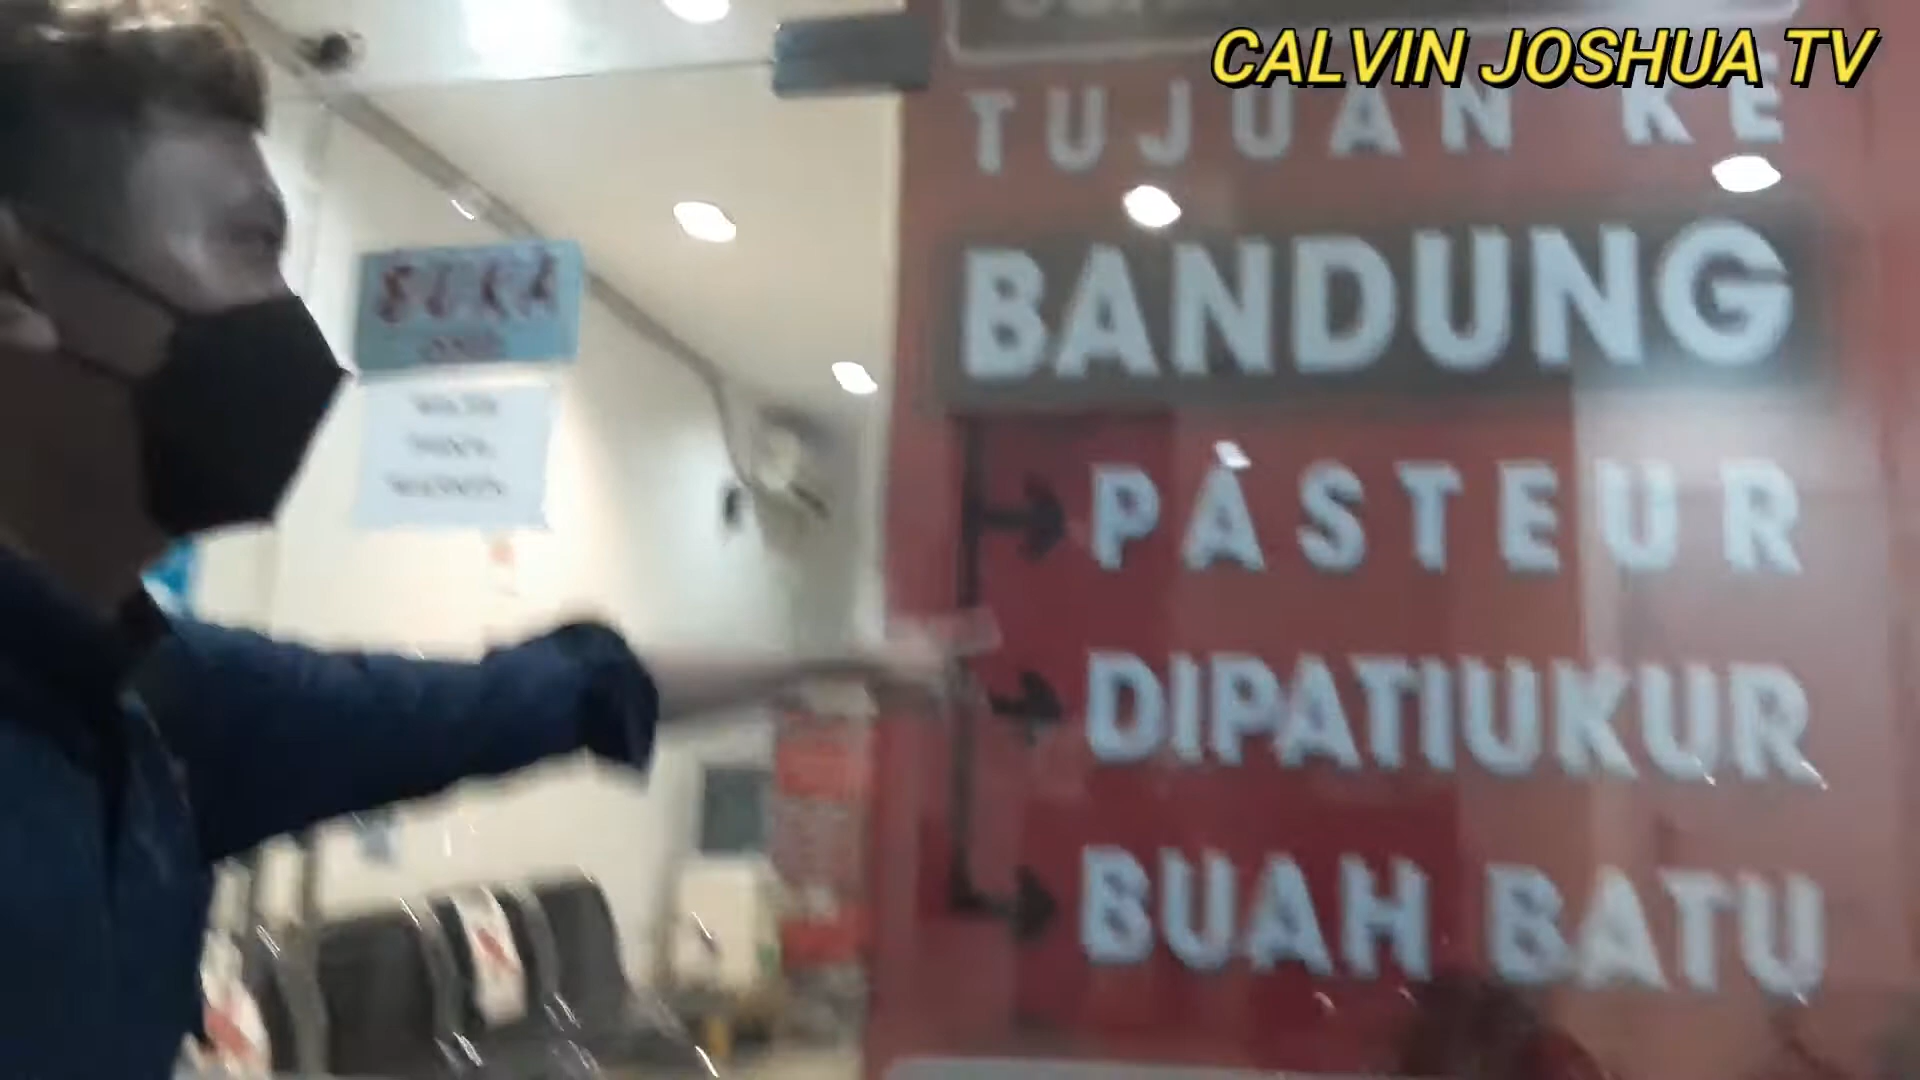 CALVIN JOSHUA TV
TUJUAN KE
BANDUNG
PASTEUR
DIPATIUKUR
BUAH BATU